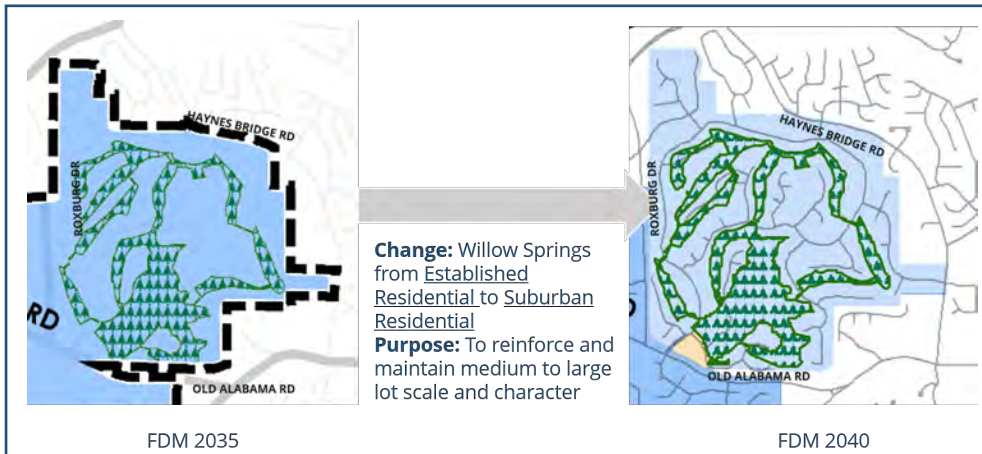 HAYNES BRIDGE RD
ROXBURG DR
RD
OLD ALABAMA RD
FDM 2035
Change: Willow Springs
from Established
Residential to Suburban
Residential
Purpose: To reinforce and
maintain medium to large
lot scale and character
HAYNES BRIDGE RD
ROXBURG DR
OLD ALABAMA RD
FDM 2040